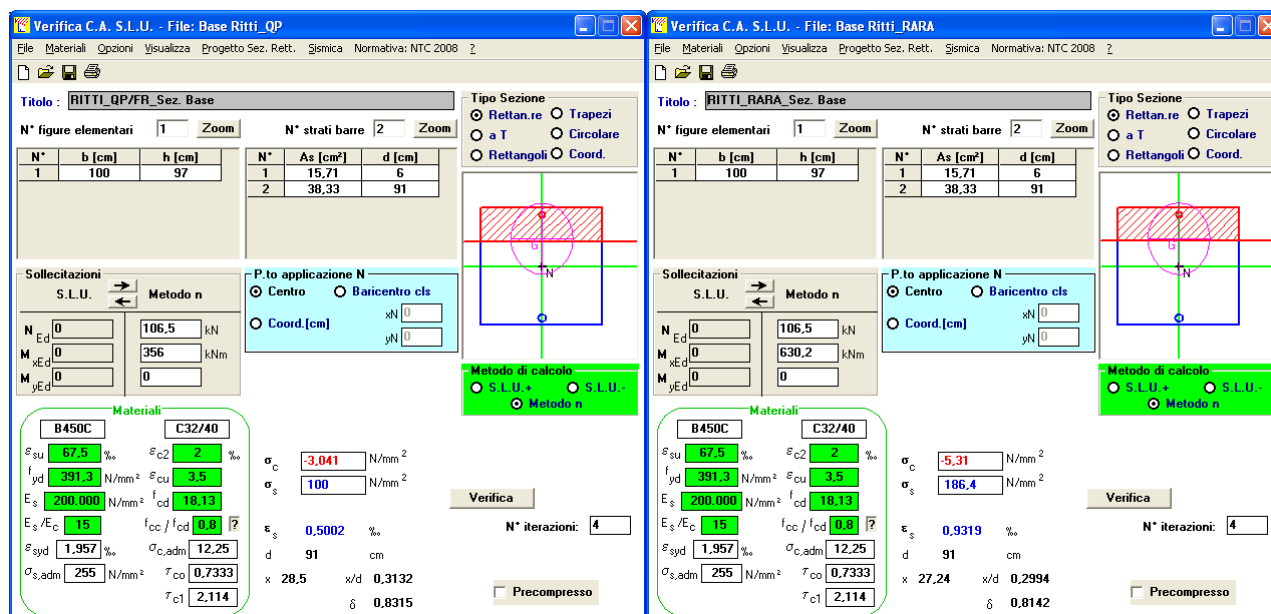 Verifica C.A. S.L.U. - File: Base Ritti_QP
File Materiali Opzioni Visualizza Progetto Sez. Rett. Sismica Normativa: NTC 2008 ?
Titolo : RITTI_QP/FR_Sez. Base
N° figure elementari 1 Zoom N° strati barre 2 Zoom
N° b [cm] h [cm]
1 100 97
N° As [cm²] d [cm]
1 15,71 6
2 38,33 91
Tipo Sezione
Rettan.re Trapezi
a T Circolare
Rettangoli Coord.
G
N
Sollecitazioni
S.L.U. Metodo n
N Ed 0 106,5 kN
M xEd 0 356 kNm
M yEd 0 0
P.to applicazione N
Centro Baricentro cls
Coord.[cm] xN 0
yN 0
Metodo di calcolo
S.L.U.+ S.L.U.-
Metodo n
Materiali
B450C C32/40
εsu 67,5 ‰ εc2 2 ‰
fyd 391,3 N/mm² εcu 3,5
Es 200.000 N/mm² fcd 18,13
Es/Ec 15 fcc/fcd 0,8 ?
εsyd 1,957 ‰ σc,adm 12,25
σs,adm 255 N/mm² τco 0,7333
τc1 2,114
σc -3,041 N/mm²
σs 100 N/mm²
εs 0,5002 ‰
d 91 cm
x 28,5 x/d 0,3132
δ 0,8315
Verifica
N° iterazioni: 4
Precompresso
Verifica C.A. S.L.U. - File: Base Ritti_RARA
File Materiali Opzioni Visualizza Progetto Sez. Rett. Sismica Normativa: NTC 2008 ?
Titolo : RITTI_RARA_Sez. Base
N° figure elementari 1 Zoom N° strati barre 2 Zoom
N° b [cm] h [cm]
1 100 97
N° As [cm²] d [cm]
1 15,71 6
2 38,33 91
Tipo Sezione
Rettan.re Trapezi
a T Circolare
Rettangoli Coord.
G
N
Sollecitazioni
S.L.U. Metodo n
N Ed 0 106,5 kN
M xEd 0 630,2 kNm
M yEd 0 0
P.to applicazione N
Centro Baricentro cls
Coord.[cm] xN 0
yN 0
Metodo di calcolo
S.L.U.+ S.L.U.-
Metodo n
Materiali
B450C C32/40
εsu 67,5 ‰ εc2 2 ‰
fyd 391,3 N/mm² εcu 3,5
Es 200.000 N/mm² fcd 18,13
Es/Ec 15 fcc/fcd 0,8 ?
εsyd 1,957 ‰ σc,adm 12,25
σs,adm 255 N/mm² τco 0,7333
τc1 2,114
σc -5,31 N/mm²
σs 186,4 N/mm²
εs 0,9319 ‰
d 91 cm
x 27,24 x/d 0,2994
δ 0,8142
Verifica
N° iterazioni: 4
Precompresso